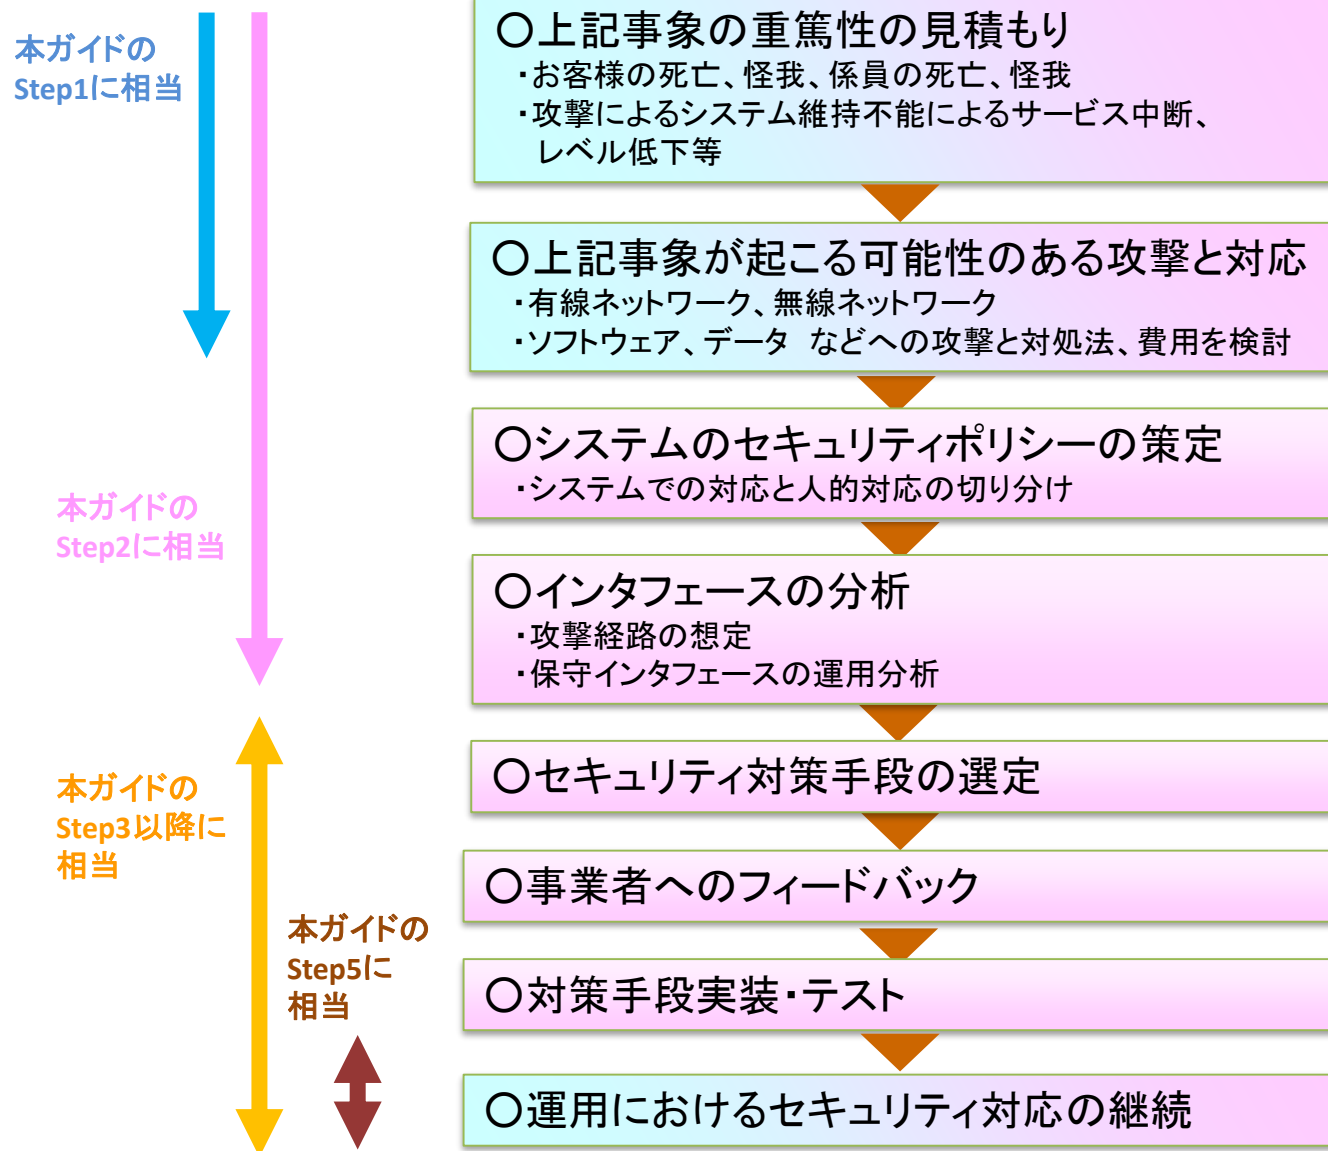 本ガイドの
Step1に相当
○上記事象の重篤性の見積もり
・お客様の死亡、怪我、係員の死亡、怪我
・攻撃によるシステム維持不能によるサービス中断、
レベル低下等
○上記事象が起こる可能性のある攻撃と対応
・有線ネットワーク、無線ネットワーク
・ソフトウェア、データ などへの攻撃と対処法、費用を検討
○システムのセキュリティポリシーの策定
・システムでの対応と人的対応の切り分け
本ガイドの
Step2に相当
○インタフェースの分析
・攻撃経路の想定
・保守インタフェースの運用分析
○セキュリティ対策手段の選定
本ガイドの
Step3以降に
相当
○事業者へのフィードバック
本ガイドの
Step5に
相当
○対策手段実装・テスト
○運用におけるセキュリティ対応の継続